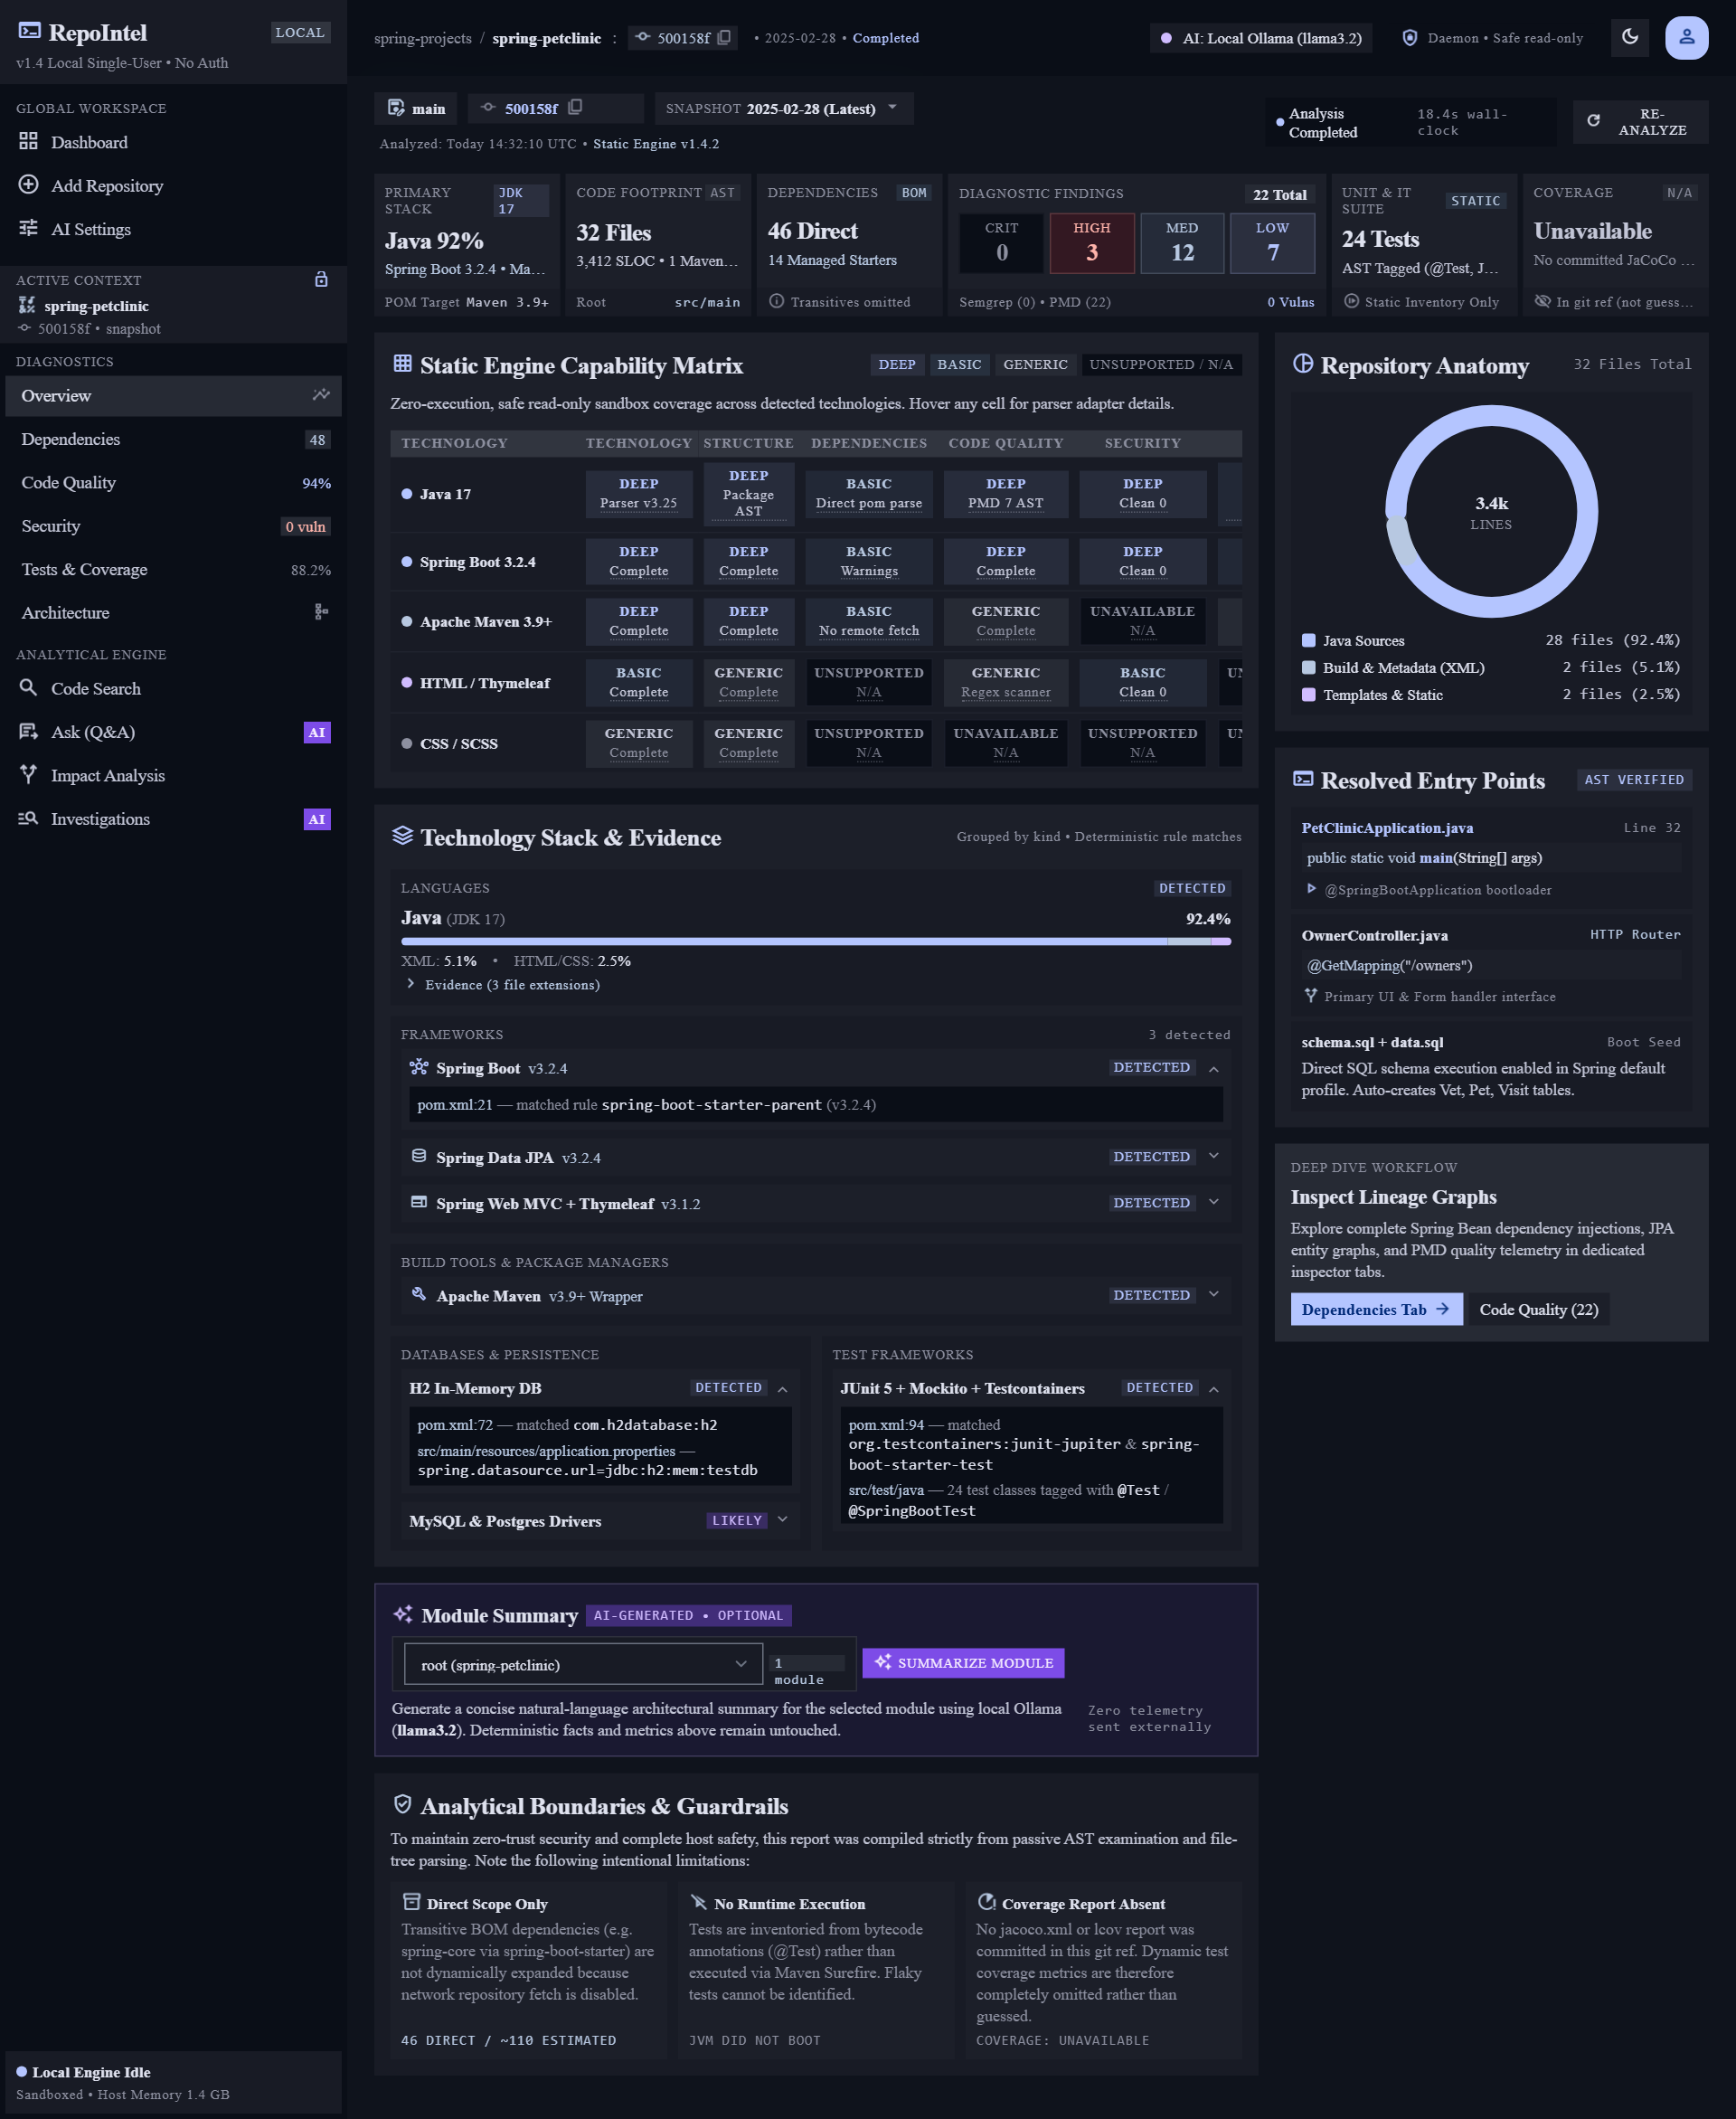 RepoIntel
LOCAL
v1.4 Local Single-User • No Auth
GLOBAL WORKSPACE
Dashboard
Add Repository
AI Settings
ACTIVE CONTEXT
spring-petclinic
500158f • snapshot
DIAGNOSTICS
Overview
Dependencies 48
Code Quality 94%
Security 0 vuln
Tests & Coverage 88.2%
Architecture
ANALYTICAL ENGINE
Code Search
Ask (Q&A) AI
Impact Analysis
Investigations AI
Local Engine Idle
Sandboxed • Host Memory 1.4 GB
spring-projects / spring-petclinic : 500158f • 2025-02-28 • Completed
AI: Local Ollama (llama3.2)
Daemon • Safe read-only
main
500158f
SNAPSHOT 2025-02-28 (Latest)
Analysis
Completed
18.4s wall-
clock
RE-
ANALYZE
Analyzed: Today 14:32:10 UTC • Static Engine v1.4.2
PRIMARY
STACK
JDK
17
Java 92%
Spring Boot 3.2.4 • Ma...
POM Target Maven 3.9+
CODE FOOTPRINT AST
32 Files
3,412 SLOC • 1 Maven...
Root src/main
DEPENDENCIES BOM
46 Direct
14 Managed Starters
Transitives omitted
DIAGNOSTIC FINDINGS 22 Total
CRIT
0
HIGH
3
MED
12
LOW
7
Semgrep (0) • PMD (22) 0 Vulns
UNIT & IT
SUITE
STATIC
24 Tests
AST Tagged (@Test, J...
Static Inventory Only
COVERAGE N/A
Unavailable
No committed JaCoCo ...
In git ref (not guess...
Static Engine Capability Matrix
DEEP BASIC GENERIC UNSUPPORTED / N/A
Zero-execution, safe read-only sandbox coverage across detected technologies. Hover any cell for parser adapter details.
TECHNOLOGY TECHNOLOGY STRUCTURE DEPENDENCIES CODE QUALITY SECURITY
Java 17
DEEP
Parser v3.25
DEEP
Package
AST
BASIC
Direct pom parse
DEEP
PMD 7 AST
DEEP
Clean 0
Spring Boot 3.2.4
DEEP
Complete
DEEP
Complete
BASIC
Warnings
DEEP
Complete
DEEP
Clean 0
Apache Maven 3.9+
DEEP
Complete
DEEP
Complete
BASIC
No remote fetch
GENERIC
Complete
UNAVAILABLE
N/A
HTML / Thymeleaf
BASIC
Complete
GENERIC
Complete
UNSUPPORTED
N/A
GENERIC
Regex scanner
BASIC
Clean 0
CSS / SCSS
GENERIC
Complete
GENERIC
Complete
UNSUPPORTED
N/A
UNAVAILABLE
N/A
UNSUPPORTED
N/A
Technology Stack & Evidence
Grouped by kind • Deterministic rule matches
LANGUAGES DETECTED
Java (JDK 17) 92.4%
XML: 5.1% • HTML/CSS: 2.5%
Evidence (3 file extensions)
FRAMEWORKS 3 detected
Spring Boot v3.2.4 DETECTED
pom.xml:21 — matched rule spring-boot-starter-parent (v3.2.4)
Spring Data JPA v3.2.4 DETECTED
Spring Web MVC + Thymeleaf v3.1.2 DETECTED
BUILD TOOLS & PACKAGE MANAGERS
Apache Maven v3.9+ Wrapper DETECTED
DATABASES & PERSISTENCE
H2 In-Memory DB DETECTED
pom.xml:72 — matched com.h2database:h2
src/main/resources/application.properties —
spring.datasource.url=jdbc:h2:mem:testdb
MySQL & Postgres Drivers LIKELY
TEST FRAMEWORKS
JUnit 5 + Mockito + Testcontainers DETECTED
pom.xml:94 — matched
org.testcontainers:junit-jupiter & spring-
boot-starter-test
src/test/java — 24 test classes tagged with @Test /
@SpringBootTest
Module Summary AI-GENERATED • OPTIONAL
root (spring-petclinic)
1
module
SUMMARIZE MODULE
Generate a concise natural-language architectural summary for the selected module using local Ollama
(llama3.2). Deterministic facts and metrics above remain untouched.
Zero telemetry
sent externally
Analytical Boundaries & Guardrails
To maintain zero-trust security and complete host safety, this report was compiled strictly from passive AST examination and file-
tree parsing. Note the following intentional limitations:
Direct Scope Only
Transitive BOM dependencies (e.g.
spring-core via spring-boot-starter) are
not dynamically expanded because
network repository fetch is disabled.
46 DIRECT / ~110 ESTIMATED
No Runtime Execution
Tests are inventoried from bytecode
annotations (@Test) rather than
executed via Maven Surefire. Flaky
tests cannot be identified.
JVM DID NOT BOOT
Coverage Report Absent
No jacoco.xml or lcov report was
committed in this git ref. Dynamic test
coverage metrics are therefore
completely omitted rather than
guessed.
COVERAGE: UNAVAILABLE
Repository Anatomy 32 Files Total
3.4k
LINES
Java Sources 28 files (92.4%)
Build & Metadata (XML) 2 files (5.1%)
Templates & Static 2 files (2.5%)
Resolved Entry Points AST VERIFIED
PetClinicApplication.java Line 32
public static void main(String[] args)
@SpringBootApplication bootloader
OwnerController.java HTTP Router
@GetMapping("/owners")
Primary UI & Form handler interface
schema.sql + data.sql Boot Seed
Direct SQL schema execution enabled in Spring default
profile. Auto-creates Vet, Pet, Visit tables.
DEEP DIVE WORKFLOW
Inspect Lineage Graphs
Explore complete Spring Bean dependency injections, JPA
entity graphs, and PMD quality telemetry in dedicated
inspector tabs.
Dependencies Tab
Code Quality (22)